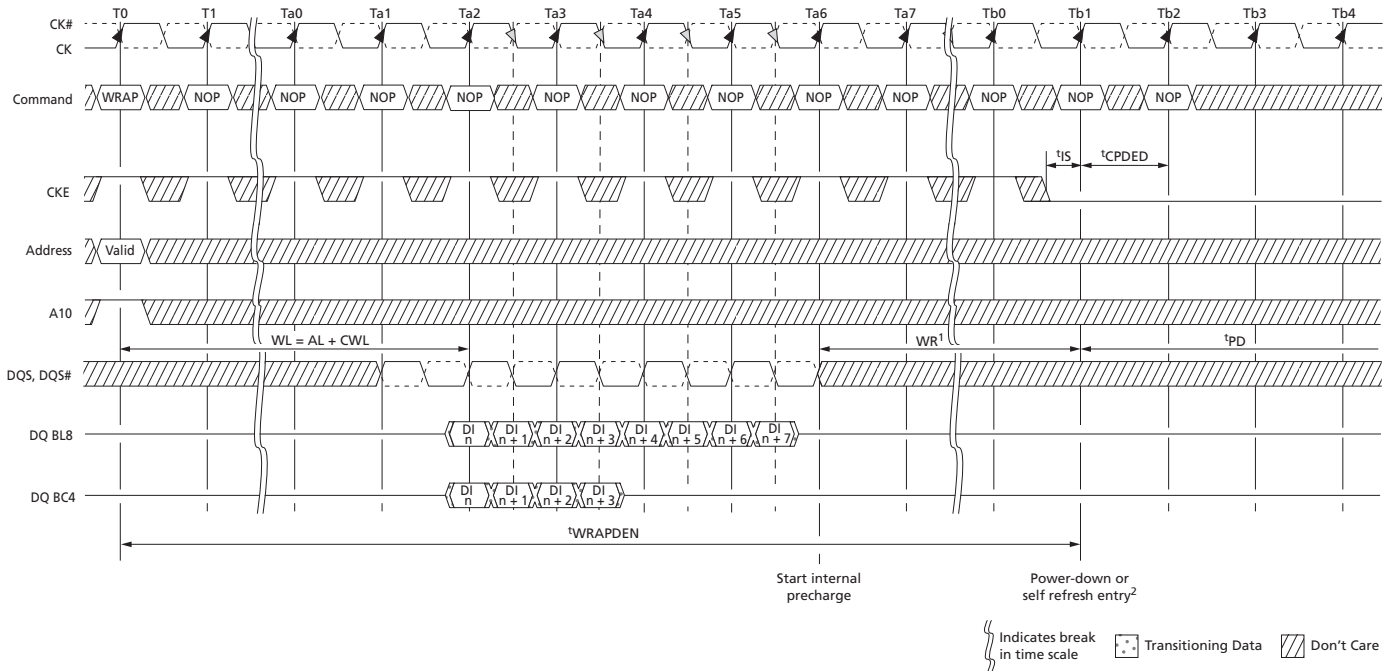 T0 T1 Ta0 Ta1 Ta2 Ta3 Ta4 Ta5 Ta6 Ta7 Tb0 Tb1 Tb2 Tb3 Tb4
CK#
CK
Command WRAP NOP NOP NOP NOP NOP NOP NOP NOP NOP NOP NOP NOP
tIS tCPDED
CKE
Address Valid
A10
WL = AL + CWL WR1 tPD
DQS, DQS#
DQ BL8 DI n DI n + 1 DI n + 2 DI n + 3 DI n + 4 DI n + 5 DI n + 6 DI n + 7
DQ BC4 DI n DI n + 1 DI n + 2 DI n + 3
tWRAPDEN
Start internal
precharge
Power-down or
self refresh entry2
Indicates break
in time scale
Transitioning Data
Don't Care